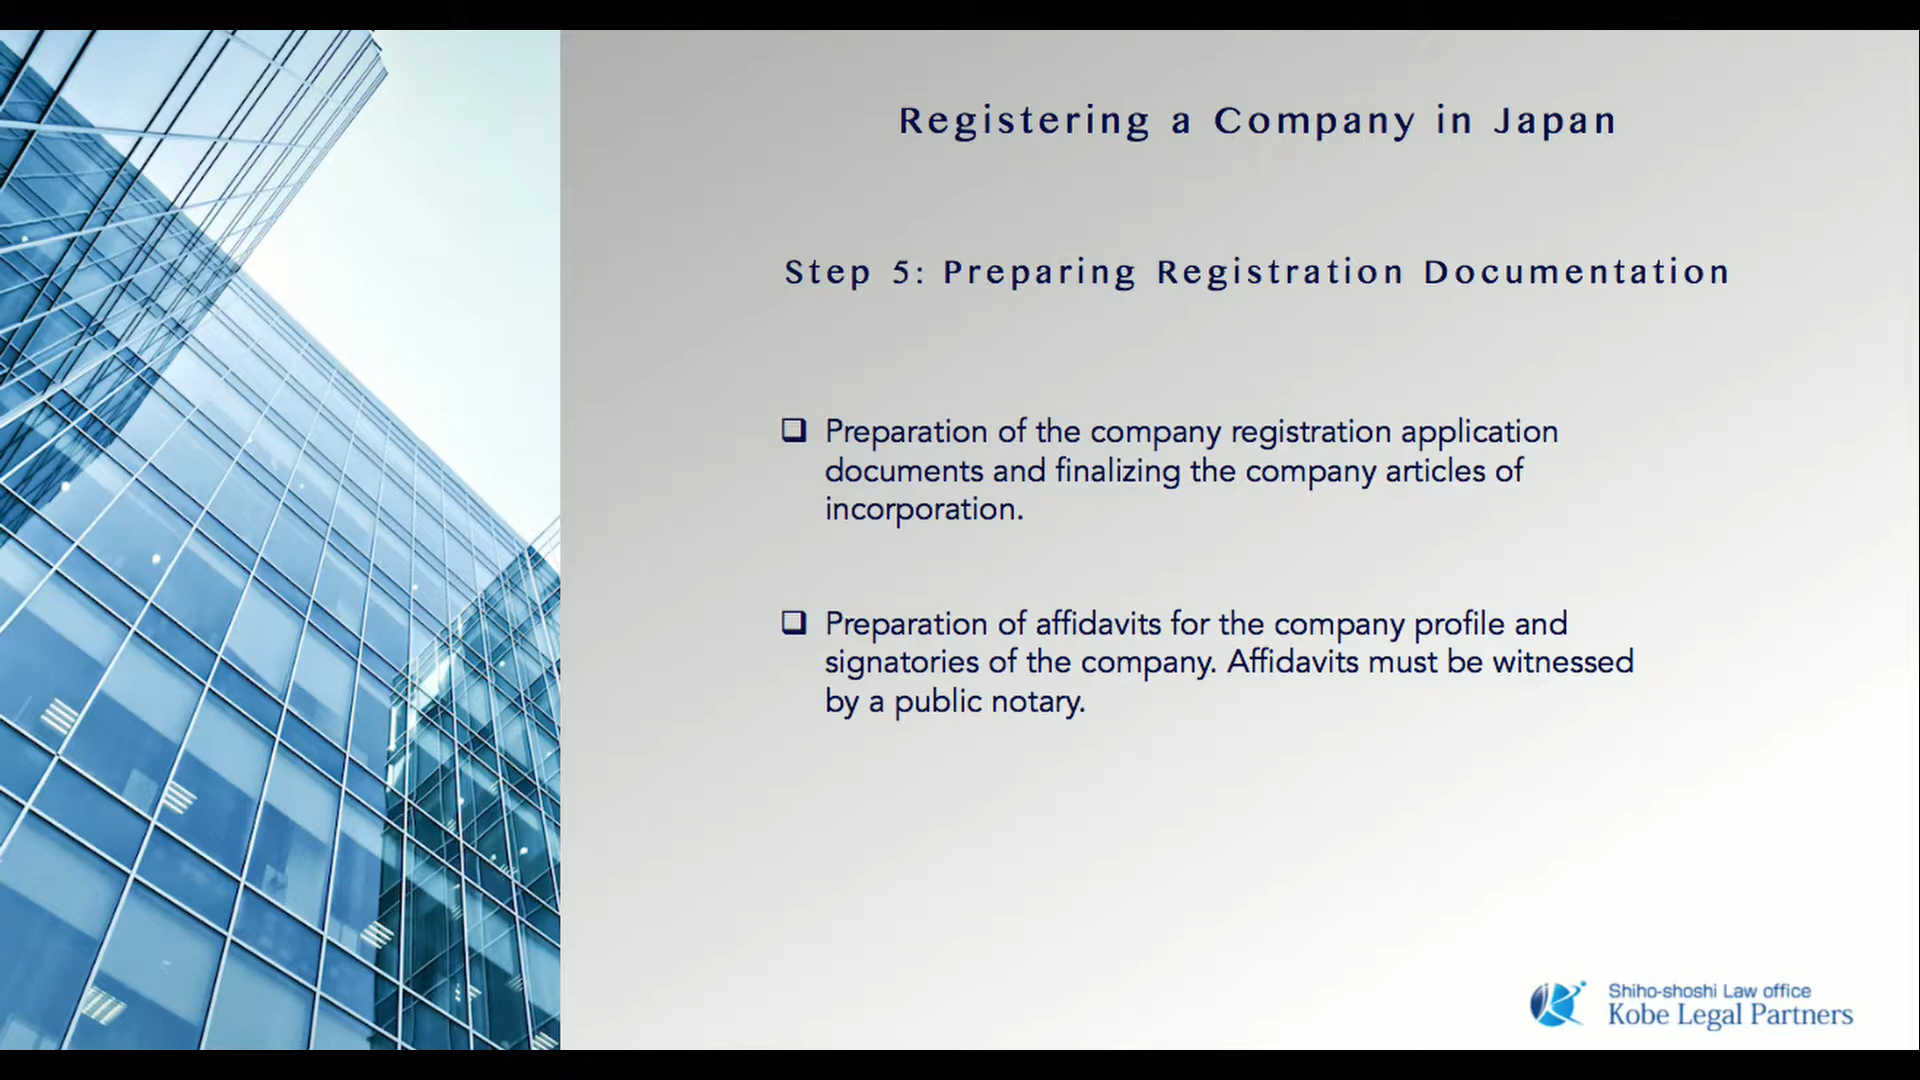 Registering a Company in Japan
Step 5: Preparing Registration Documentation
Preparation of the company registration application
documents and finalizing the company articles of
incorporation.
Preparation of affidavits for the company profile and
signatories of the company. Affidavits must be witnessed
by a public notary.
Shiho-shoshi Law office
Kobe Legal Partners